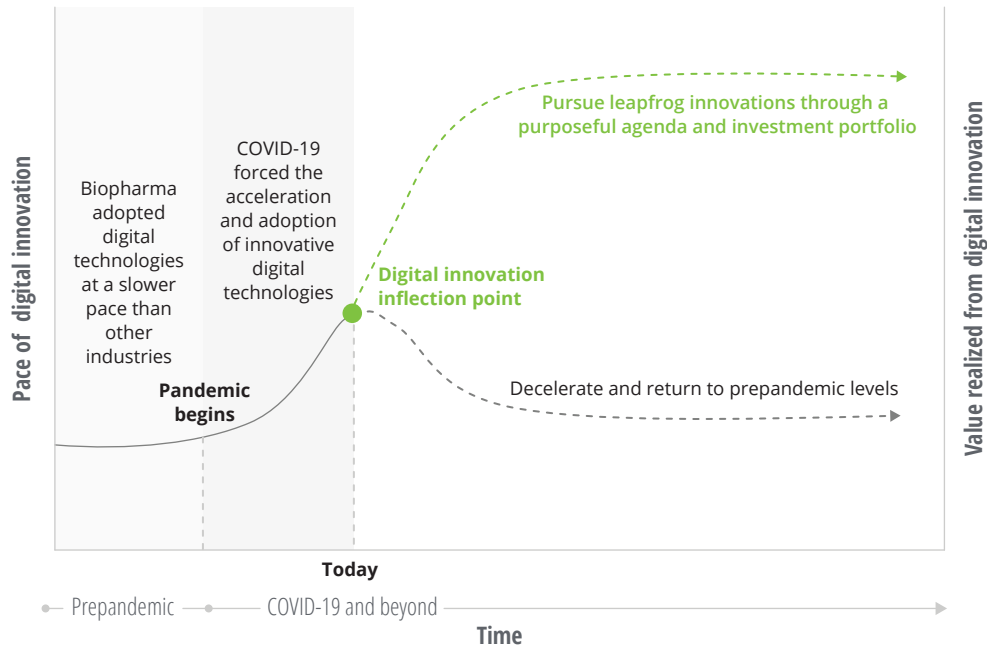 Pace of digital innovation
Biopharma
adopted
digital
technologies
at a slower
pace than
other
industries
COVID-19
forced the
acceleration
and adoption
of innovative
digital
technologies
Pandemic
begins
Digital innovation
inflection point
Pursue leapfrog innovations through a
purposeful agenda and investment portfolio
Decelerate and return to prepandemic levels
Value realized from digital innovation
Today
Prepandemic
COVID-19 and beyond
Time